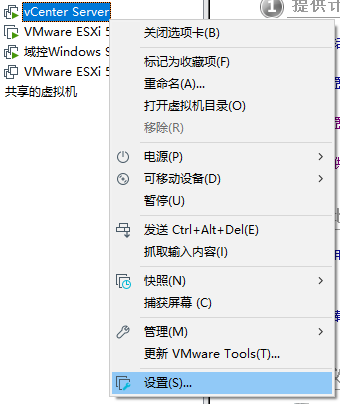 1 提供计
vCenter Server
VMware ESXi 5
域控Windows S
VMware ESXi 5
共享的虚拟机
关闭选项卡(B)
标记为收藏项(F)
重命名(A)...
打开虚拟机目录(O)
移除(R)
电源(P)
可移动设备(D)
暂停(U)
发送 Ctrl+Alt+Del(E)
抓取输入内容(I)
快照(N)
捕获屏幕 (C)
管理(M)
更新 VMware Tools(T)...
设置(S)...